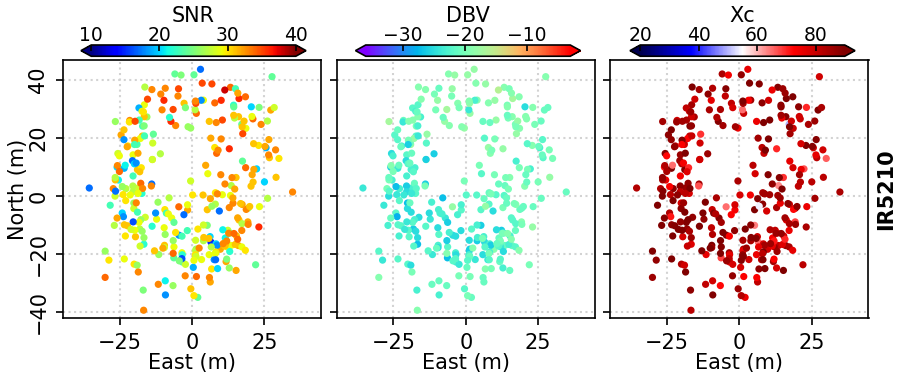 SNR DBV Xc
10 20 30 40 −30 −20 −10 20 40 60 80
North (m)
40
20
0
−20
−40
−25 0 25 −25 0 25 −25 0 25
East (m) East (m) East (m)
IR5210